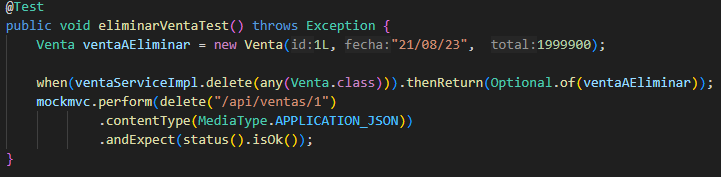 @Test
public void eliminarVentaTest() throws Exception {
    Venta ventaAEliminar = new Venta(id:1L, fecha:"21/08/23",  total:1999900);

    when(ventaServiceImpl.delete(any(Venta.class))).thenReturn(Optional.of(ventaAEliminar));
    mockmvc.perform(delete("/api/ventas/1")
            .contentType(MediaType.APPLICATION_JSON))
            .andExpect(status().isOk());
}